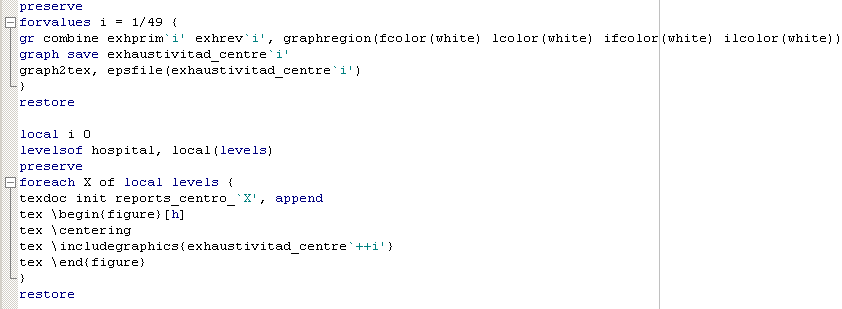 preserve
forvalues i = 1/49 {
gr combine exhprim`i' exhrev`i', graphregion(fcolor(white) lcolor(white) ifcolor(white) ilcolor(white))
graph save exhaustivitad_centre`i'
graph2tex, epsfile(exhaustivitad_centre`i')
}
restore
local i 0
levelsof hospital, local(levels)
preserve
foreach X of local levels {
texdoc init reports_centro_`X', append
tex \begin{figure}[h]
tex \centering
tex \includegraphics{exhaustivitad_centre`++i'}
tex \end{figure}
}
restore